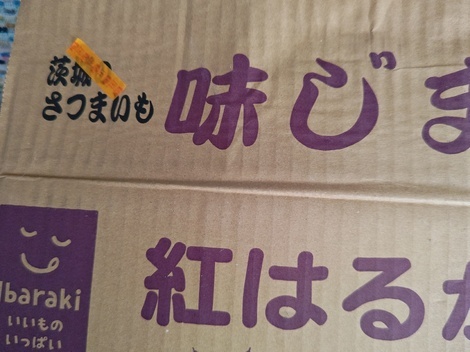 茨城の
さつまいも
味じま
紅はるか
Ibaraki
いいもの
いっぱい